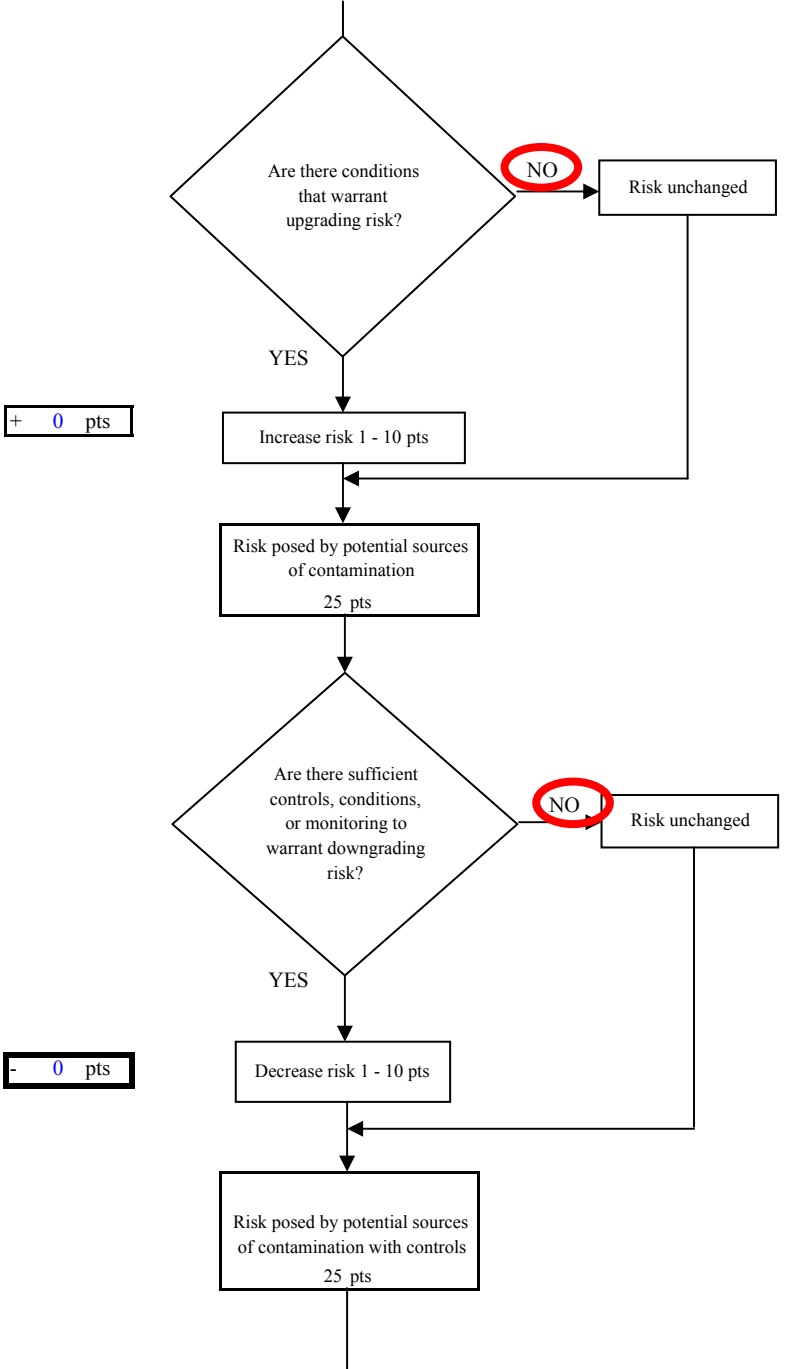 Are there conditions
that warrant
upgrading risk?
NO
Risk unchanged
YES
+ 0 pts
Increase risk 1 - 10 pts
Risk posed by potential sources
of contamination
25 pts
Are there sufficient
controls, conditions,
or monitoring to
warrant downgrading
risk?
NO
Risk unchanged
YES
- 0 pts
Decrease risk 1 - 10 pts
Risk posed by potential sources
of contamination with controls
25 pts